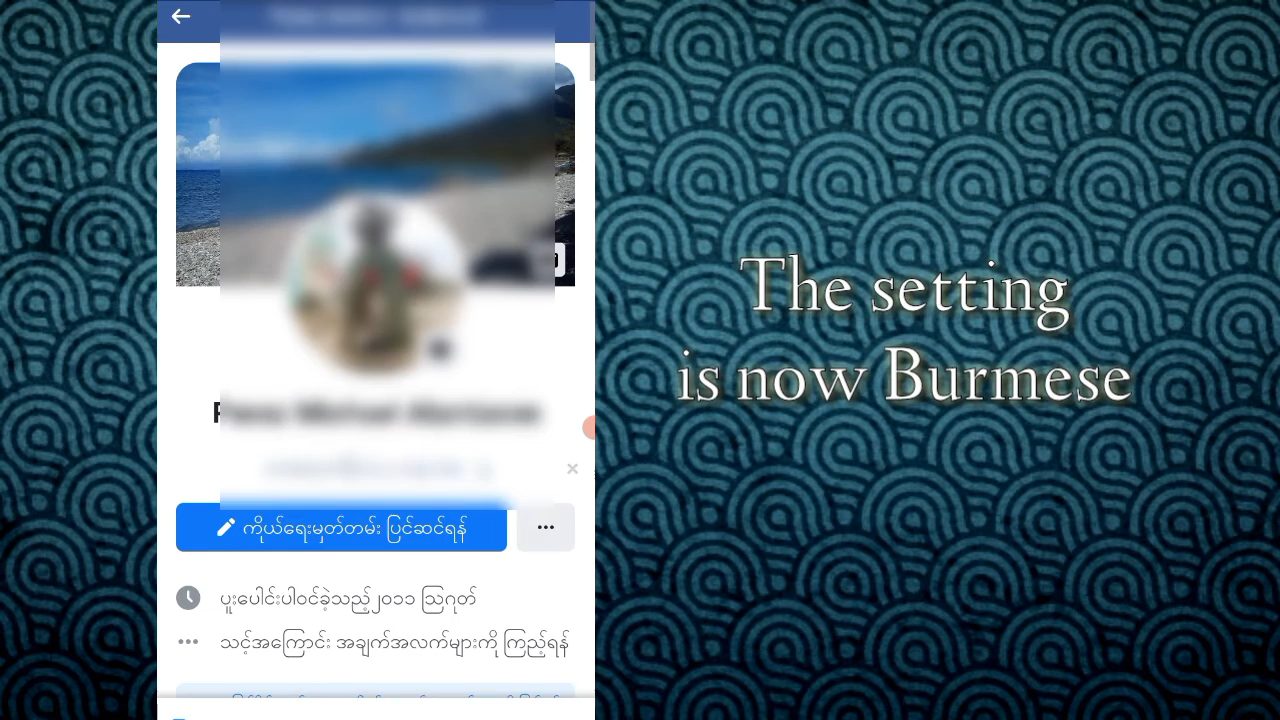 ကိုယ်ရေးမှတ်တမ်း ပြင်ဆင်ရန်
ပူးပေါင်းပါဝင်ခဲ့သည့်၂၀၁၁ ဩဂုတ်
သင့်အကြောင်း အချက်အလက်များကို ကြည့်ရန်
The setting
is now Burmese